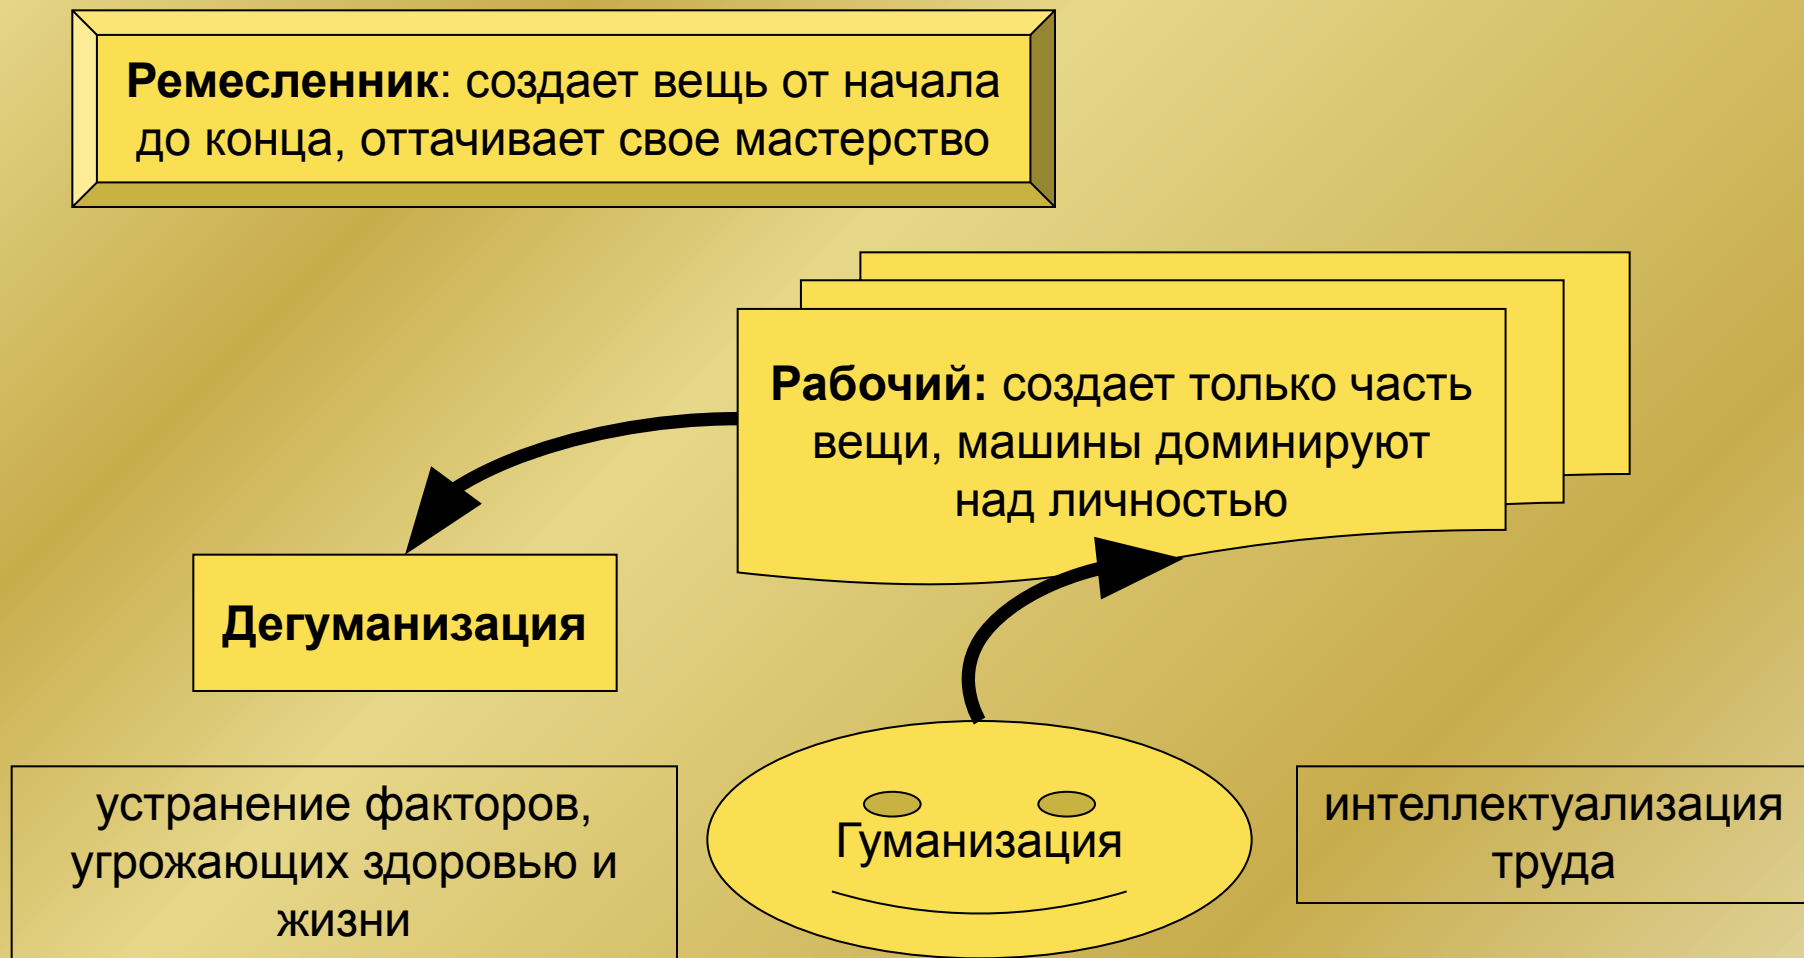 Ремесленник: создает вещь от начала
до конца, оттачивает свое мастерство
Рабочий: создает только часть
вещи, машины доминируют
над личностью
Дегуманизация
устранение факторов,
угрожающих здоровью и
жизни
Гуманизация
интеллектуализация
труда